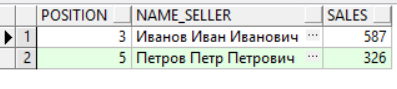 POSITION NAME_SELLER SALES
1 3 Иванов Иван Иванович ... 587
2 5 Петров Петр Петрович ... 326